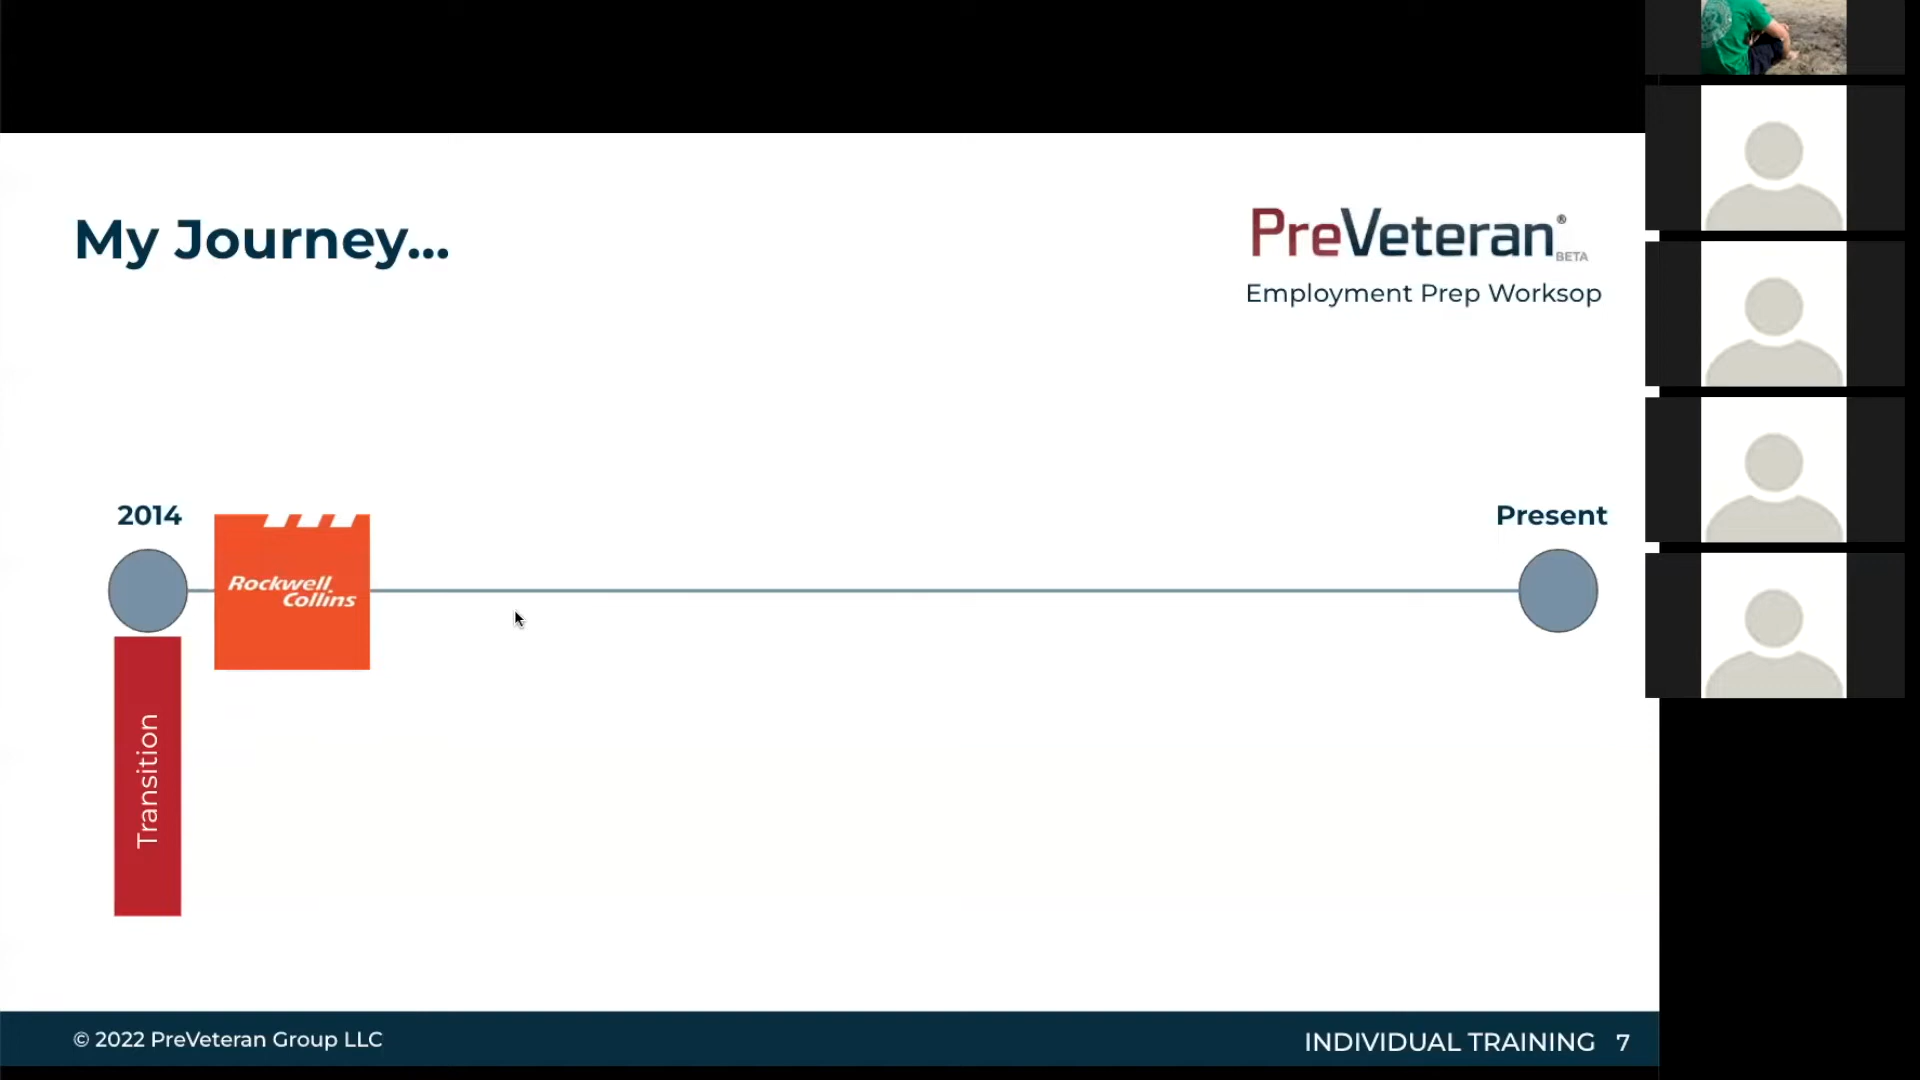 My Journey...
PreVeteran®
BETA
Employment Prep Worksop
2014
Present
Rockwell
Collins
Transition
© 2022 PreVeteran Group LLC
INDIVIDUAL TRAINING 7